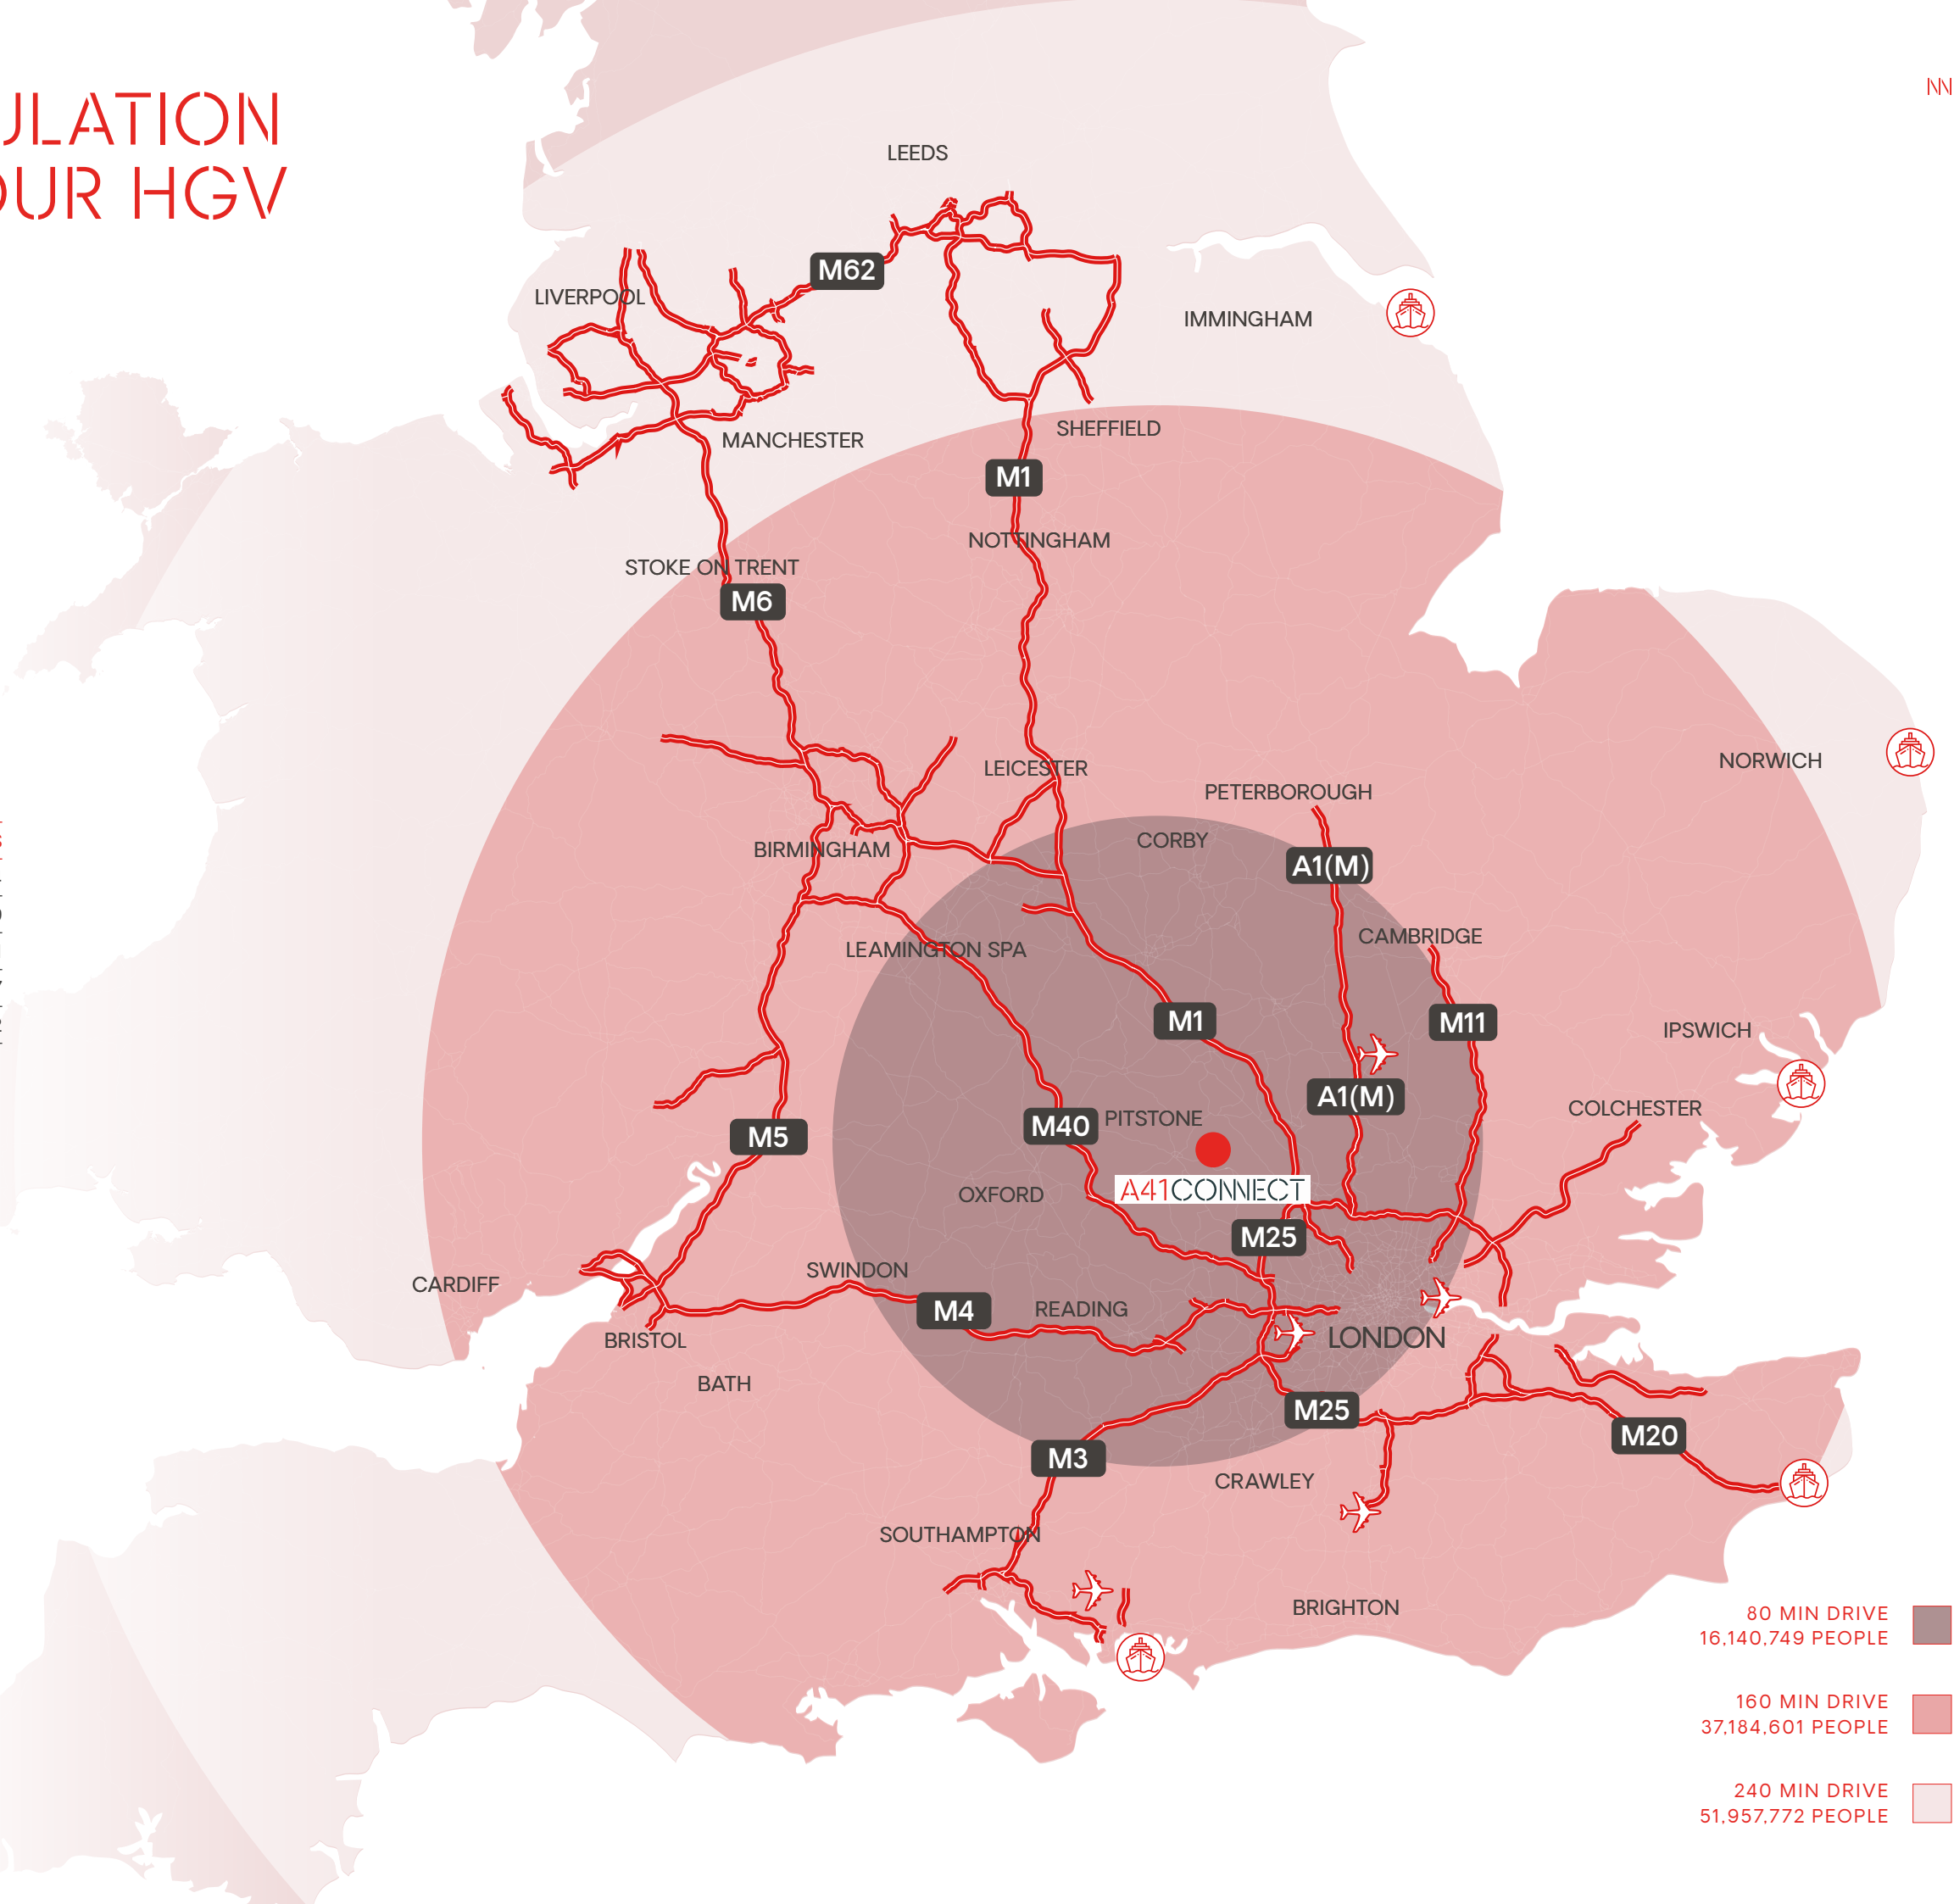 ULATION
OUR HGV
LEEDS
M62
LIVERPOOL
IMMINGHAM
MANCHESTER
SHEFFIELD
M1
NOTTINGHAM
STOKE ON TRENT
M6
NORWICH
LEICESTER
PETERBOROUGH
CORBY
BIRMINGHAM
A1(M)
CAMBRIDGE
LEAMINGTON SPA
M1
M11
IPSWICH
A1(M)
COLCHESTER
PITSTONE
M40
M5
A41CONNECT
OXFORD
M25
SWINDON
CARDIFF
M4
READING
LONDON
BRISTOL
BATH
M25
M20
M3
CRAWLEY
SOUTHAMPTON
BRIGHTON
80 MIN DRIVE
16,140,749 PEOPLE
160 MIN DRIVE
37,184,601 PEOPLE
240 MIN DRIVE
51,957,772 PEOPLE